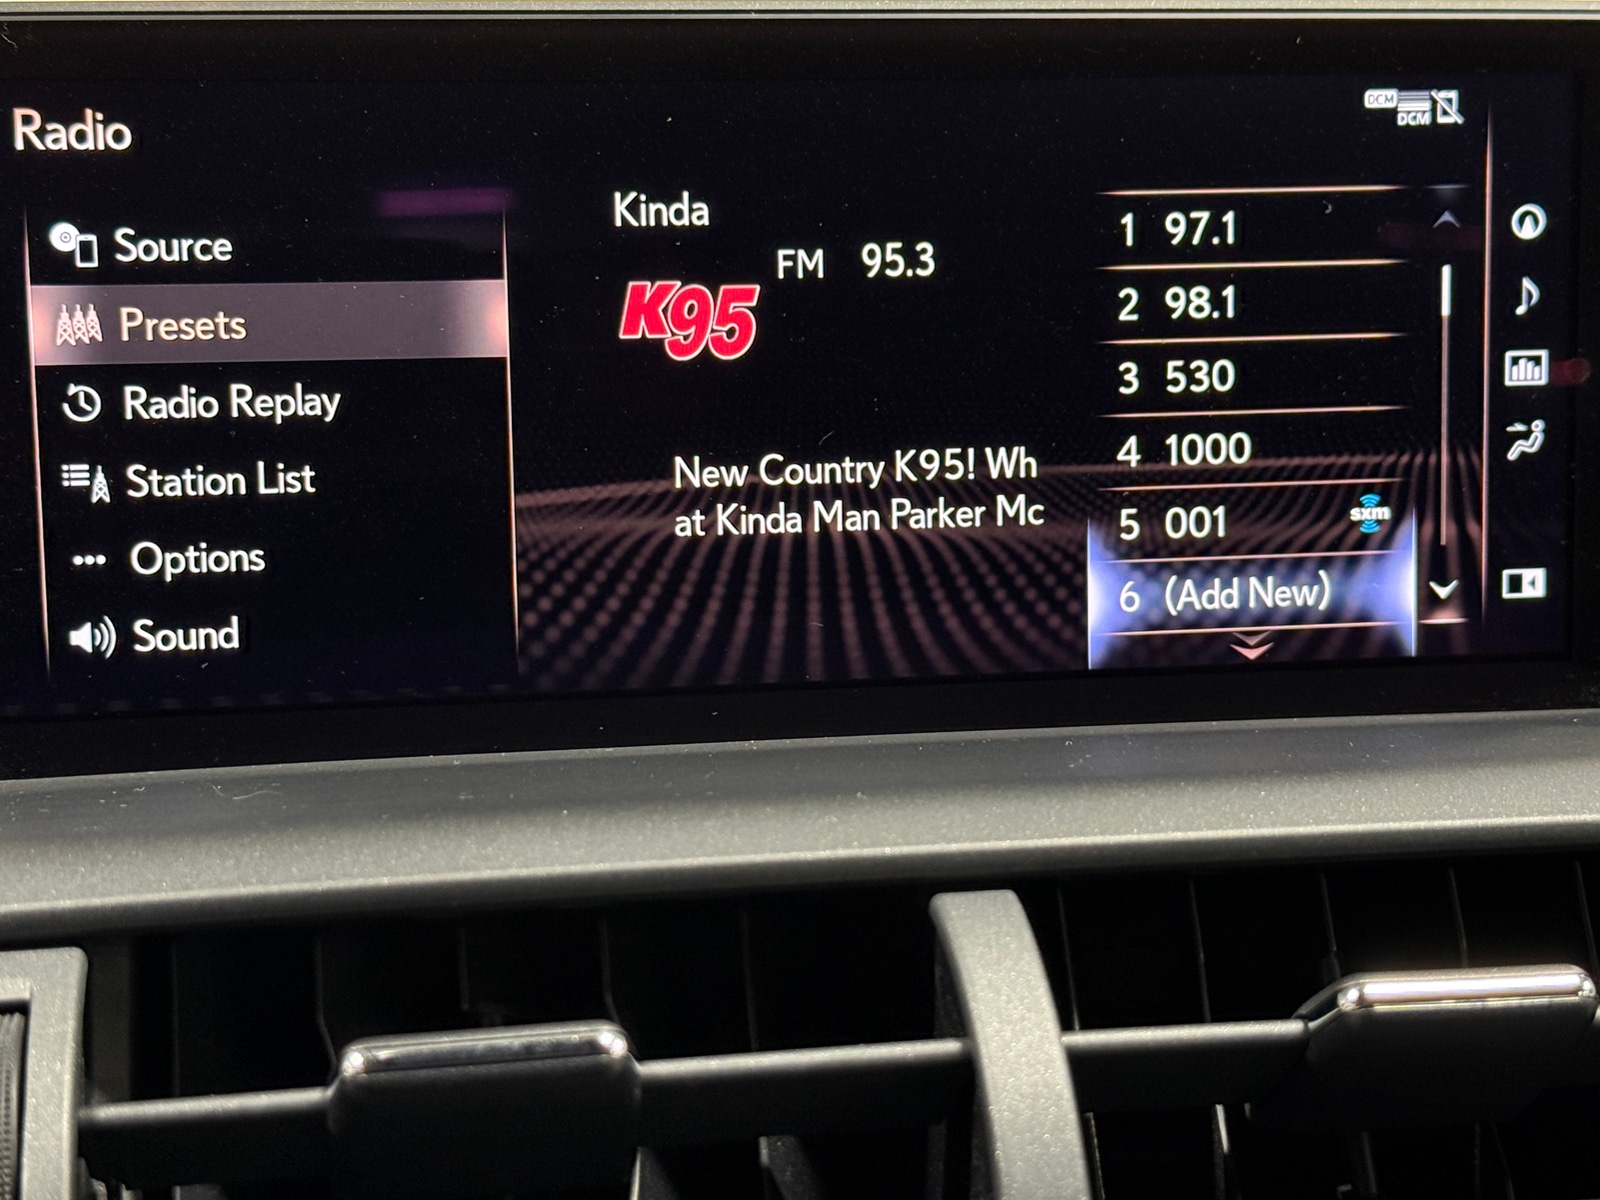 Radio
DCM
DCM
Source
Presets
Radio Replay
Station List
Options
Sound
Kinda
FM 95.3
K95
New Country K95! Wh
at Kinda Man Parker Mc
1 97.1
2 98.1
3 530
4 1000
5 001 sxm
6 (Add New)